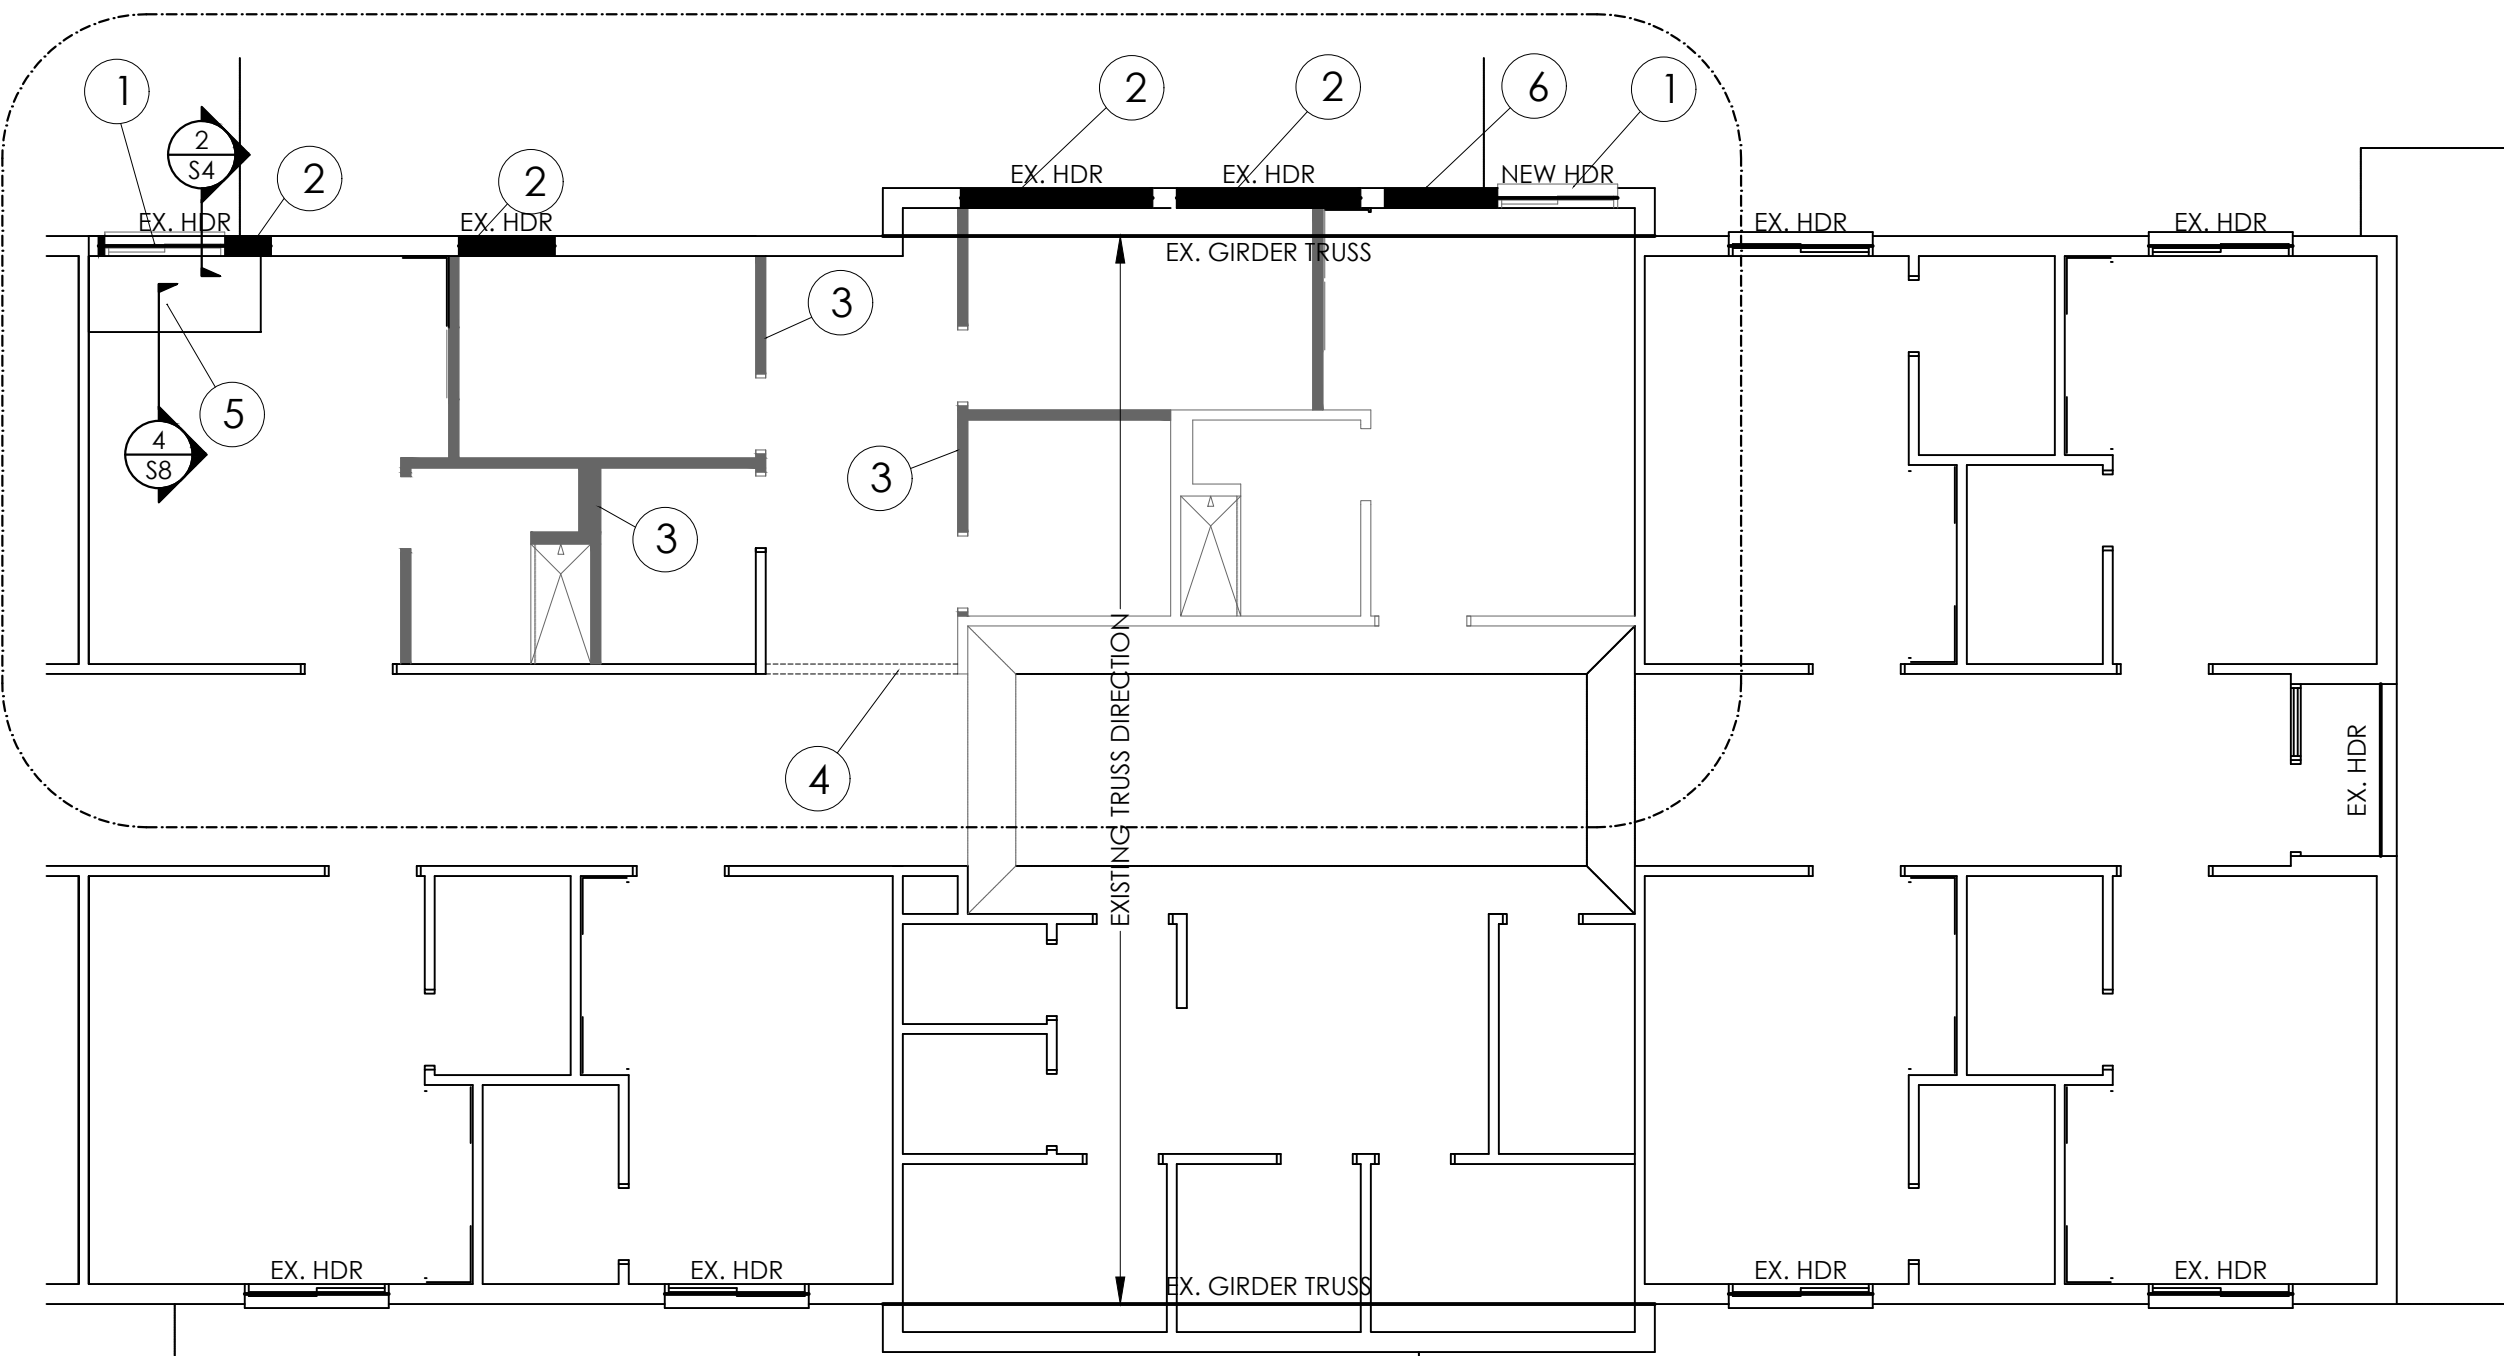 1
2
2
6
1
2
S4
2
2
EX. HDR
EX. HDR
NEW HDR
EX. HDR
EX. HDR
EX. HDR
EX. HDR
EX. GIRDER TRUSS
3
5
4
S8
3
3
4
EXISTING TRUSS DIRECTION
EX. HDR
EX. HDR
EX. HDR
EX. GIRDER TRUSS
EX. HDR
EX. HDR